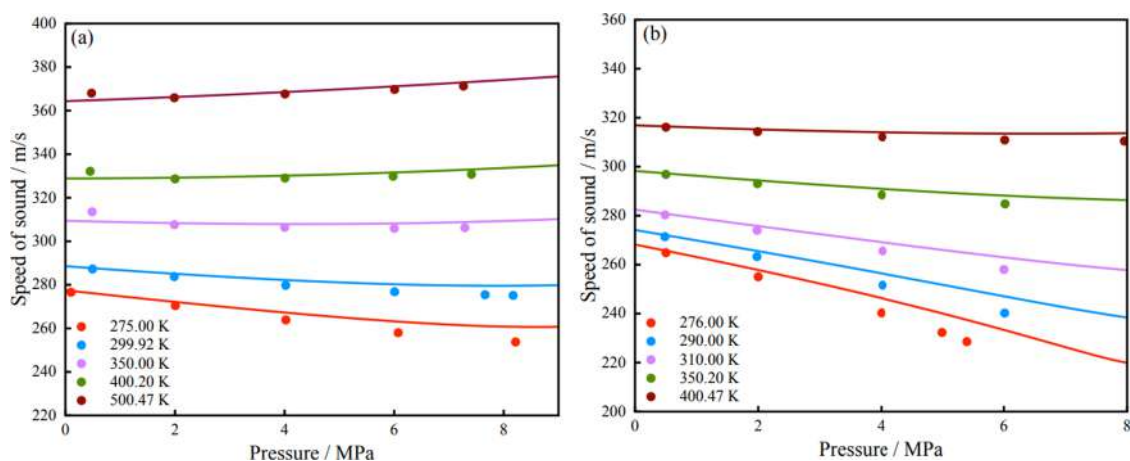 (a)
400
380
360
340
320
300
280
260
240
220
Speed of sound / m/s
275.00 K
299.92 K
350.00 K
400.20 K
500.47 K
0 2 4 6 8
Pressure / MPa
(b)
360
340
320
300
280
260
240
220
200
Speed of sound / m/s
276.00 K
290.00 K
310.00 K
350.20 K
400.47 K
0 2 4 6 8
Pressure / MPa